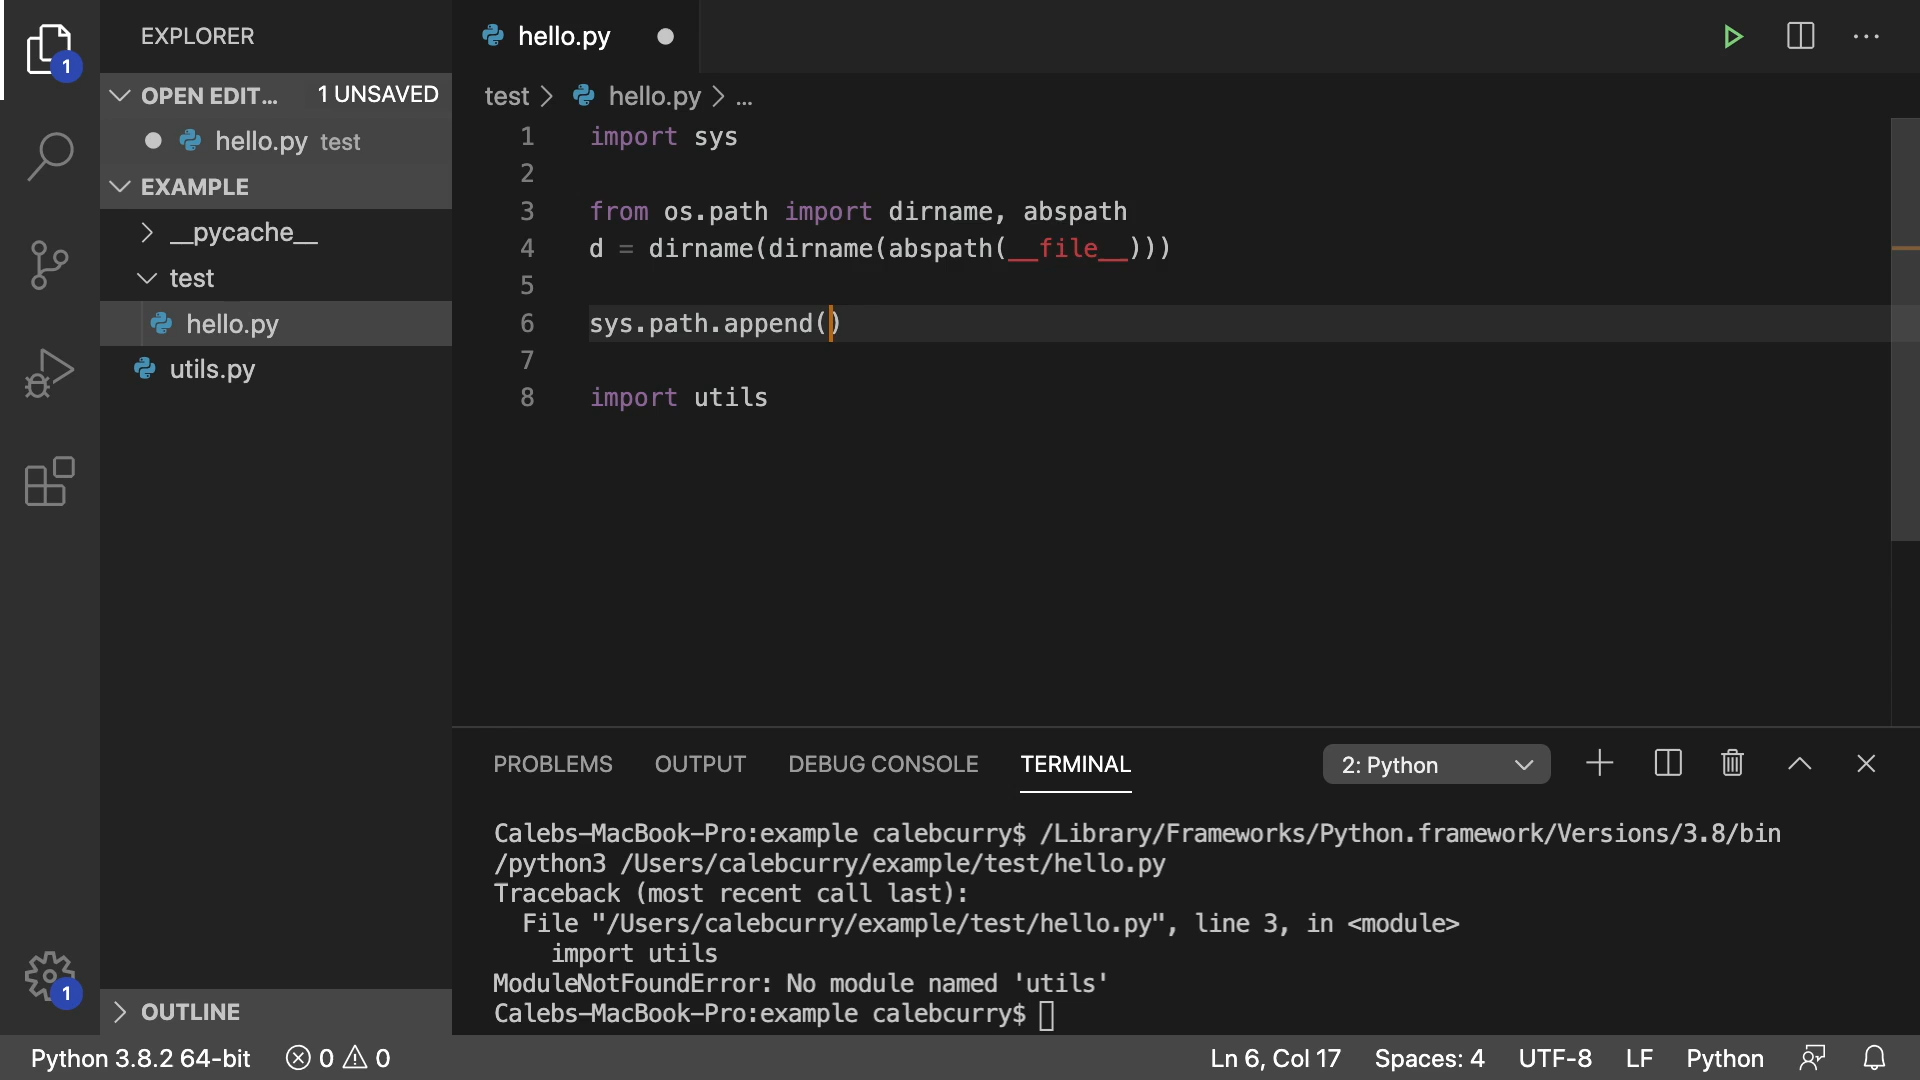 EXPLORER
1
OPEN EDIT... 1 UNSAVED
hello.py test
EXAMPLE
__pycache__
test
hello.py
utils.py
OUTLINE
1
hello.py
test > hello.py > ...
1 import sys
2
3 from os.path import dirname, abspath
4 d = dirname(dirname(abspath(__file__)))
5
6 sys.path.append()
7
8 import utils
PROBLEMS OUTPUT DEBUG CONSOLE TERMINAL 2: Python
Calebs-MacBook-Pro:example calebcurry$ /Library/Frameworks/Python.framework/Versions/3.8/bin
/python3 /Users/calebcurry/example/test/hello.py
Traceback (most recent call last):
File "/Users/calebcurry/example/test/hello.py", line 3, in <module>
import utils
ModuleNotFoundError: No module named 'utils'
Calebs-MacBook-Pro:example calebcurry$
Python 3.8.2 64-bit 0 0 Ln 6, Col 17 Spaces: 4 UTF-8 LF Python